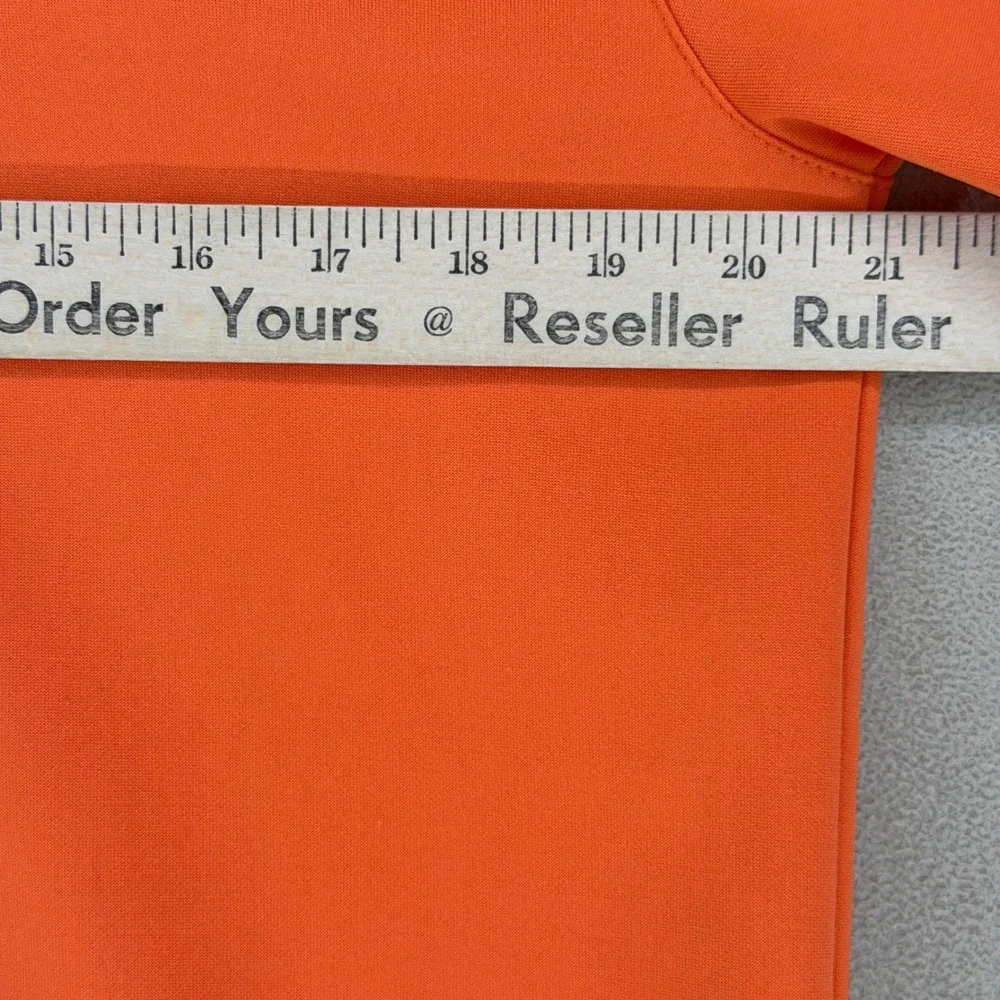 15 16 17 18 19 20 21
Order Yours @ Reseller Ruler